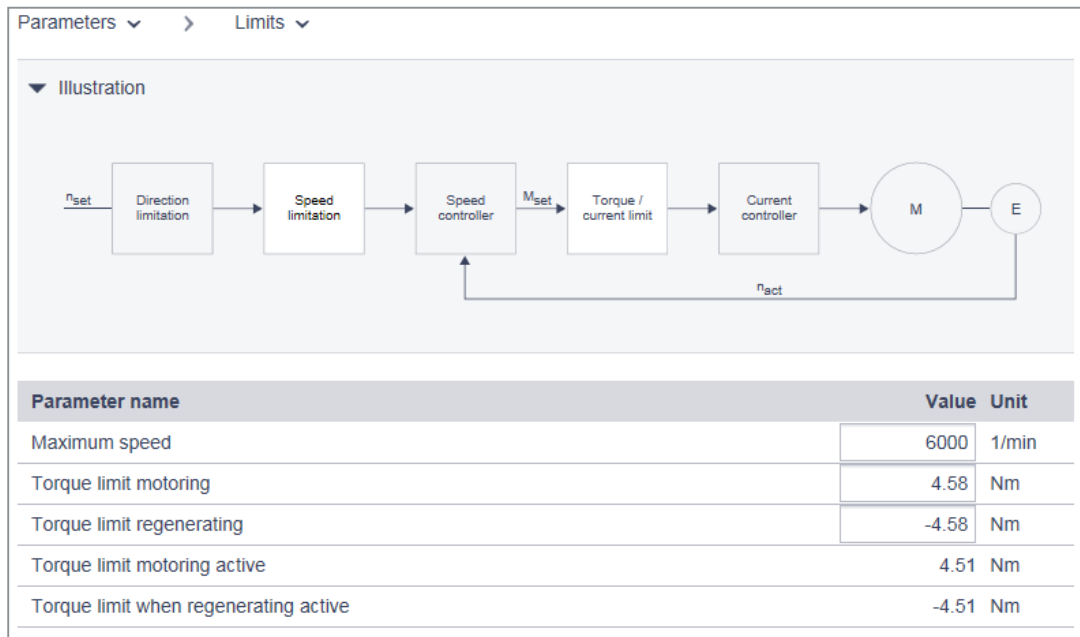 Parameters > Limits
Illustration
nset
Direction
limitation
Speed
limitation
Speed
controller
Mset
Torque /
current limit
Current
controller
M
E
nact
Parameter name Value Unit
Maximum speed 6000 1/min
Torque limit motoring 4.58 Nm
Torque limit regenerating -4.58 Nm
Torque limit motoring active 4.51 Nm
Torque limit when regenerating active -4.51 Nm